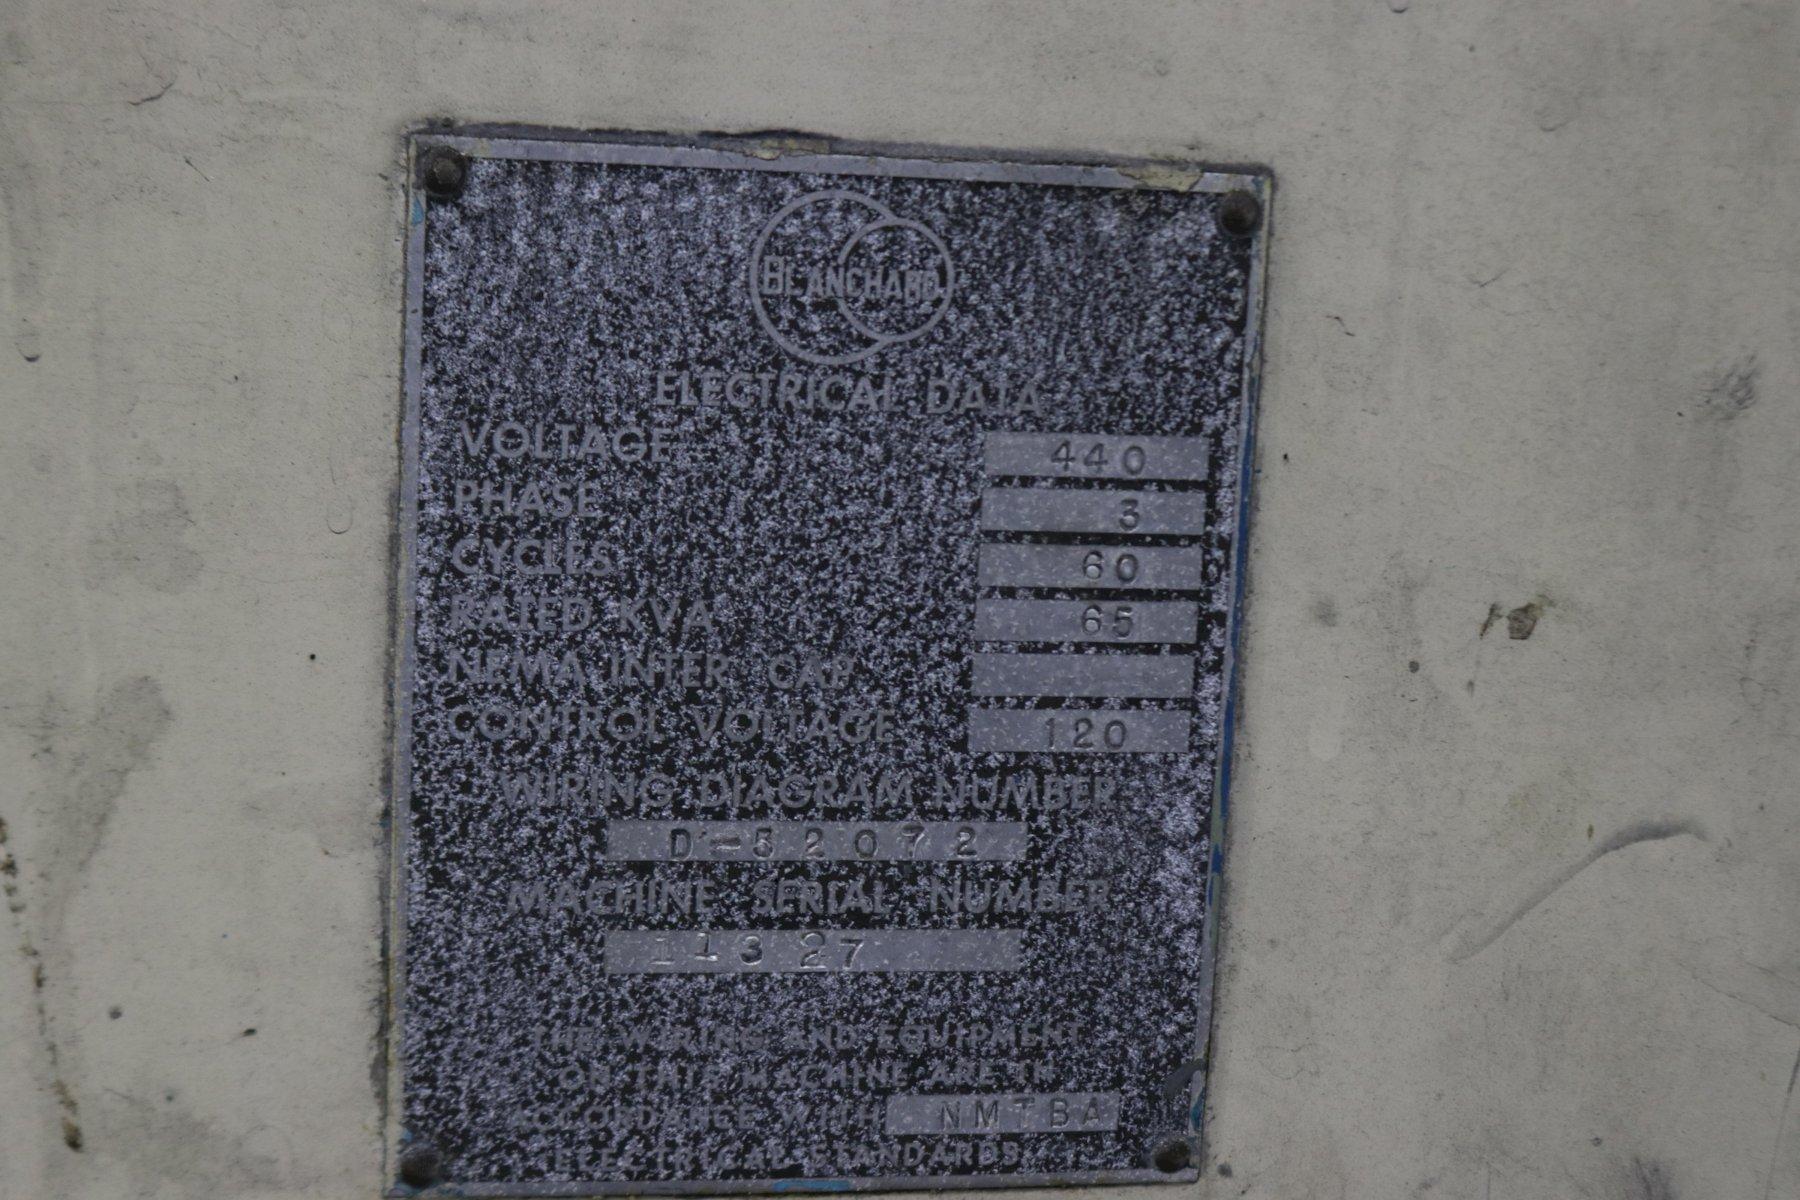 BLANCHARD
ELECTRICAL DATA
VOLTAGE 440
PHASE 3
CYCLES 60
RATED KVA 65
NEMA INTER CAP
CONTROL VOLTAGE 120
WIRING DIAGRAM NUMBER
D-52072
MACHINE SERIAL NUMBER
11327
THE WIRING AND EQUIPMENT
ON THIS MACHINE ARE IN
ACCORDANCE WITH NMTBA
ELECTRICAL STANDARDS